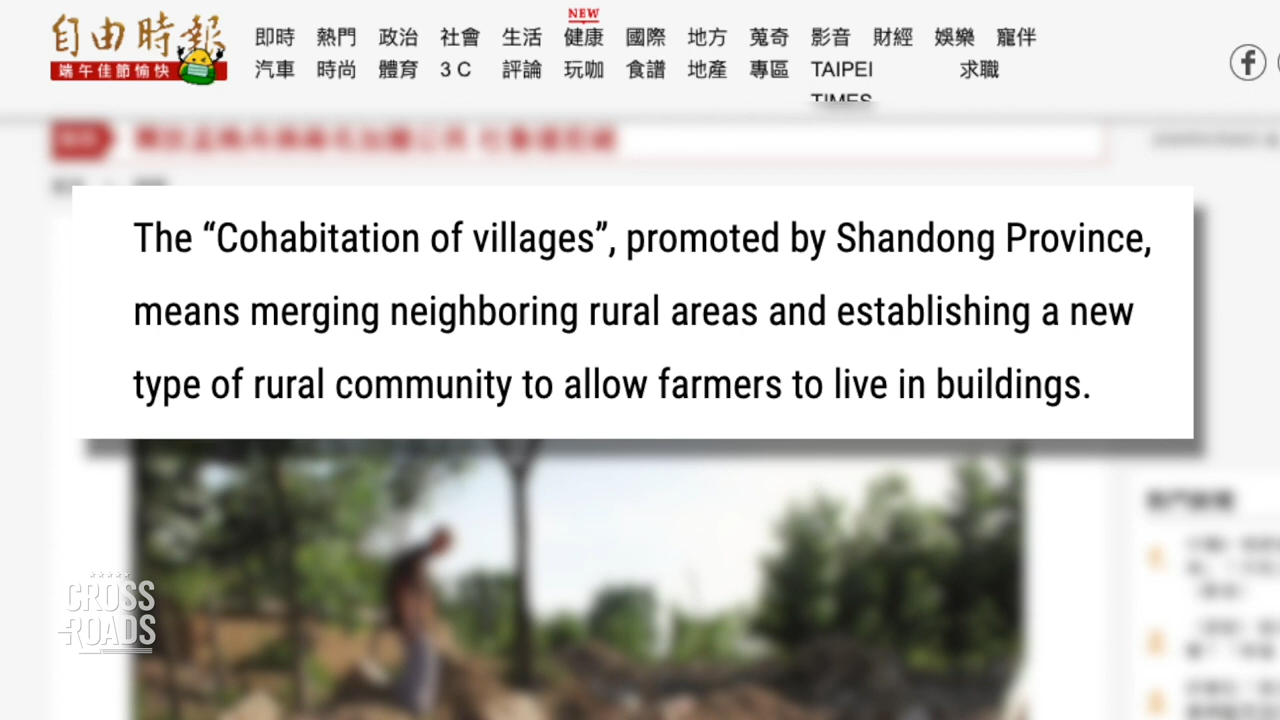 自由時報
端午佳節愉快
NEW
即時 熱門 政治 社會 生活 健康 國際 地方 蒐奇 影音 財經 娛樂 寵伴
汽車 時尚 體育 3 C 評論 玩咖 食譜 地產 專區 TAIPEI 求職
TIMES
The “Cohabitation of villages”, promoted by Shandong Province,
means merging neighboring rural areas and establishing a new
type of rural community to allow farmers to live in buildings.
CROSS
ROADS